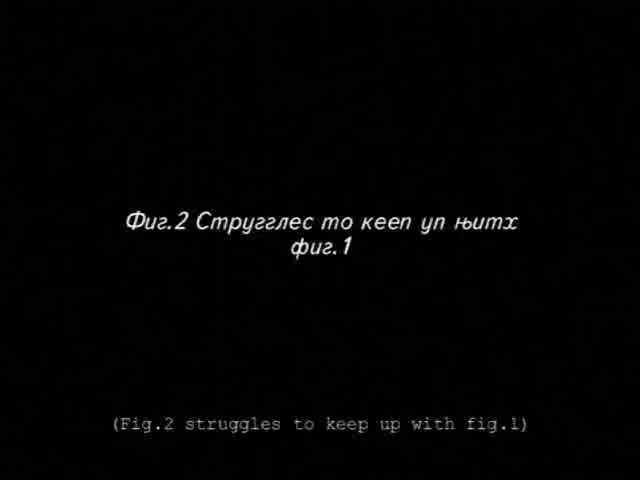 Фиг.2 Стругглес то кееп уп њитх
фиг.1
(Fig.2 struggles to keep up with fig.1)